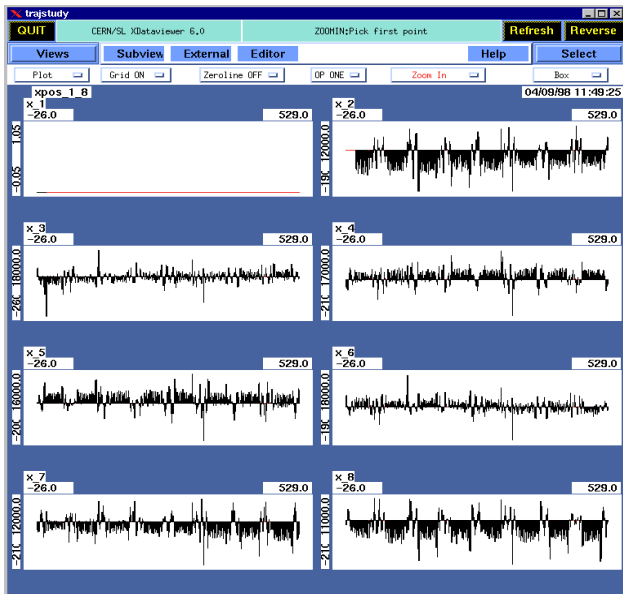 trajstudy
QUIT CERN/SL XDataviewer 6.0 ZOOMIN:Pick first point Refresh Reverse
Views Subview External Editor Help Select
Plot Grid ON Zeroline OFF OP ONE Zoom In Box
xpos_1_8 04/09/98 11:49:25
x_1
-26.0 529.0
1.05
-0.05
x_2
-26.0 529.0
12000.0
x_3
-26.0 529.0
18000.0
x_4
-26.0 529.0
17000.0
x_5
-26.0 529.0
16000.0
x_6
-26.0 529.0
18000.0
x_7
-26.0 529.0
12000.0
x_8
-26.0 529.0
11000.0